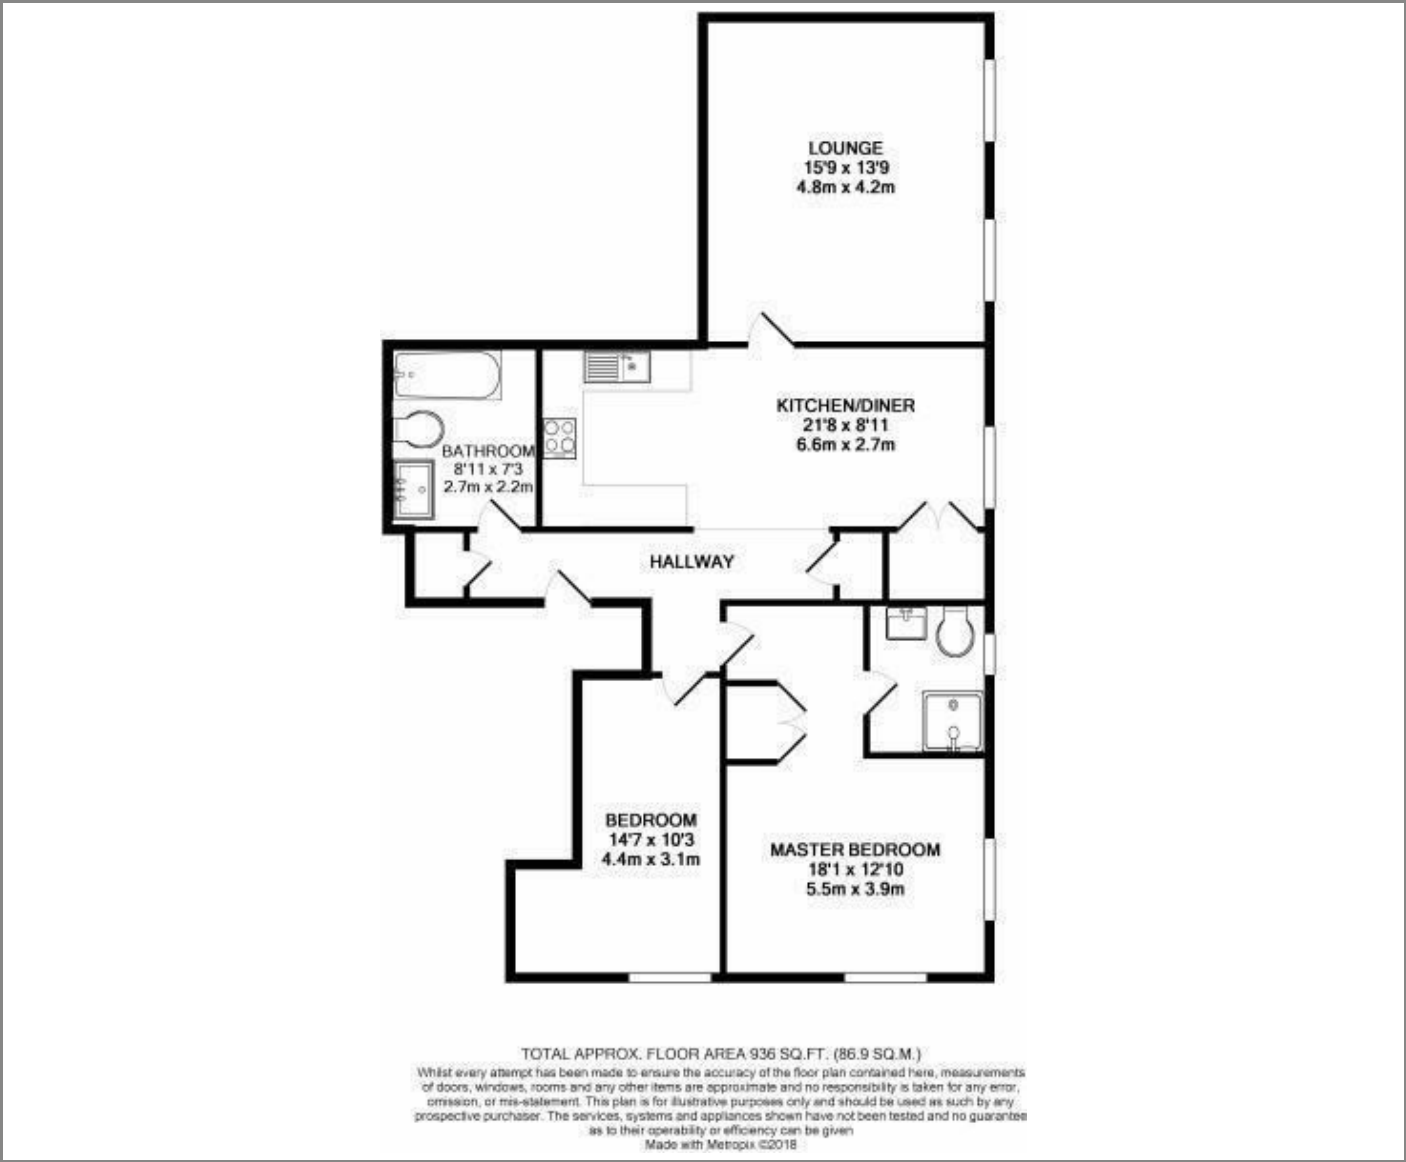 LOUNGE
15'9 x 13'9
4.8m x 4.2m
KITCHEN/DINER
21'8 x 8'11
6.6m x 2.7m
BATHROOM
8'11 x 7'3
2.7m x 2.2m
HALLWAY
BEDROOM
14'7 x 10'3
4.4m x 3.1m
MASTER BEDROOM
18'1 x 12'10
5.5m x 3.9m
TOTAL APPROX. FLOOR AREA 936 SQ.FT. (86.9 SQ.M.)
Whilst every attempt has been made to ensure the accuracy of the floor plan contained here, measurements
of doors, windows, rooms and any other items are approximate and no responsibility is taken for any error,
omission, or mis-statement. This plan is for illustrative purposes only and should be used as such by any
prospective purchaser. The services, systems and appliances shown have not been tested and no guarantee
as to their operability or efficiency can be given
Made with Metropix ©2018